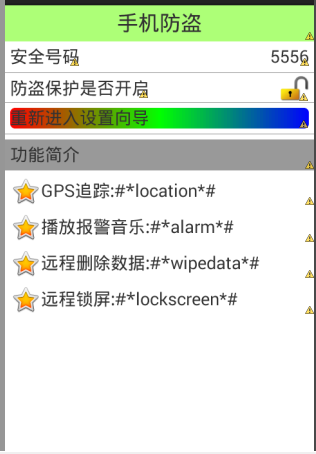 手机防盗
安全号码 5556
防盗保护是否开启
重新进入设置向导
功能简介
GPS追踪:#*location*#
播放报警音乐:#*alarm*#
远程删除数据:#*wipedata*#
远程锁屏:#*lockscreen*#